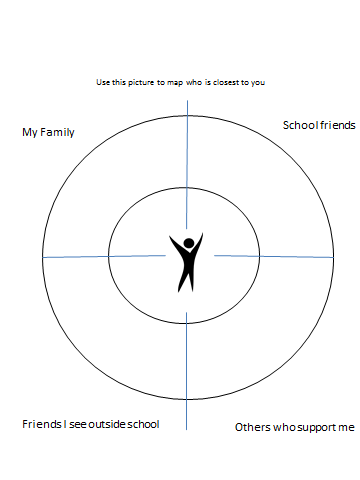 Use this picture to map who is closest to you
My Family
School friends
Friends I see outside school
Others who support me